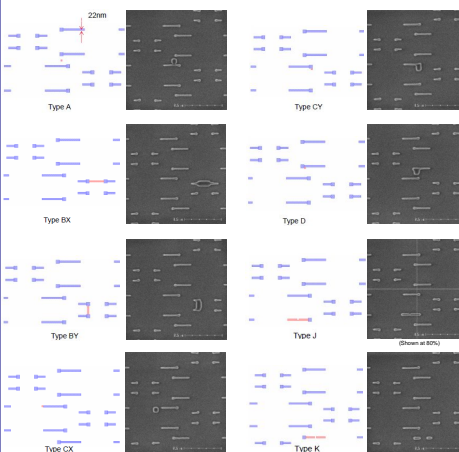 22nm
Type A
Type CY
Type BX
Type D
Type BY
Type J
(Shown at 80%)
Type CX
Type K